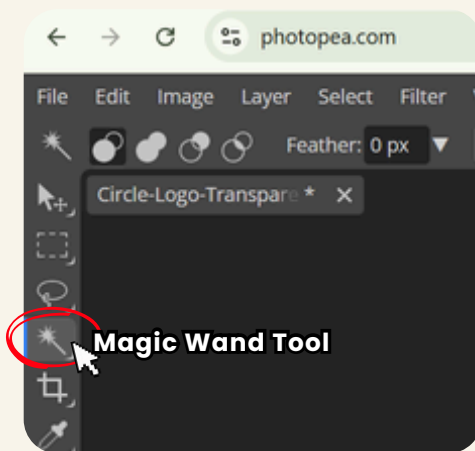 photopea.com
File Edit Image Layer Select Filter
Feather: 0 px
Circle-Logo-Transpare *
Magic Wand Tool